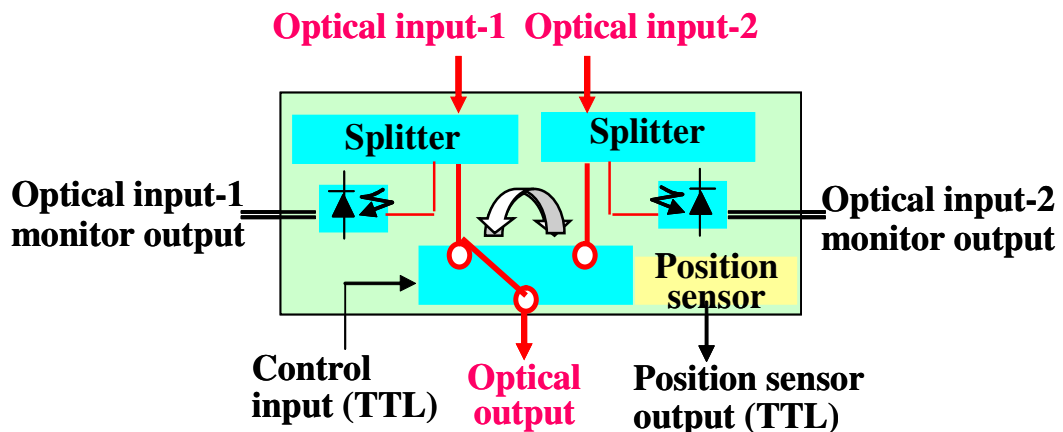 Optical input-1 Optical input-2
Splitter
Splitter
Optical input-1
monitor output
Optical input-2
monitor output
Position
sensor
Control
input (TTL)
Optical
output
Position sensor
output (TTL)